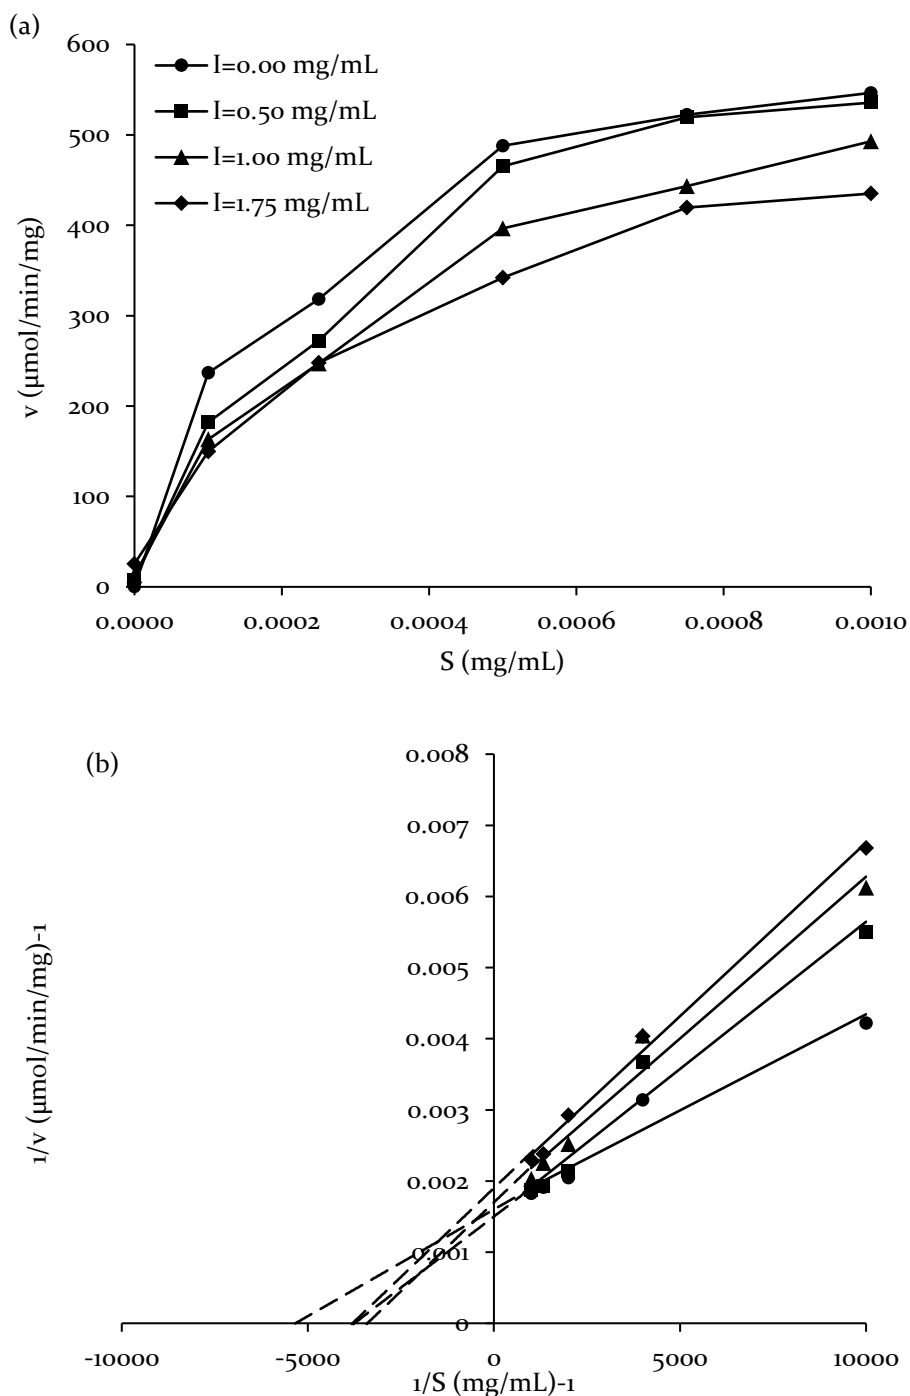 (a)
600
500
400
300
200
100
0
v (µmol/min/mg)
I=0.00 mg/mL
I=0.50 mg/mL
I=1.00 mg/mL
I=1.75 mg/mL
0.0000 0.0002 0.0004 0.0006 0.0008 0.0010
S (mg/mL)
(b)
0.008
0.007
0.006
0.005
0.004
0.003
0.002
0.001
0
1/v (µmol/min/mg)-1
-10000 -5000 0 5000 10000
1/S (mg/mL)-1